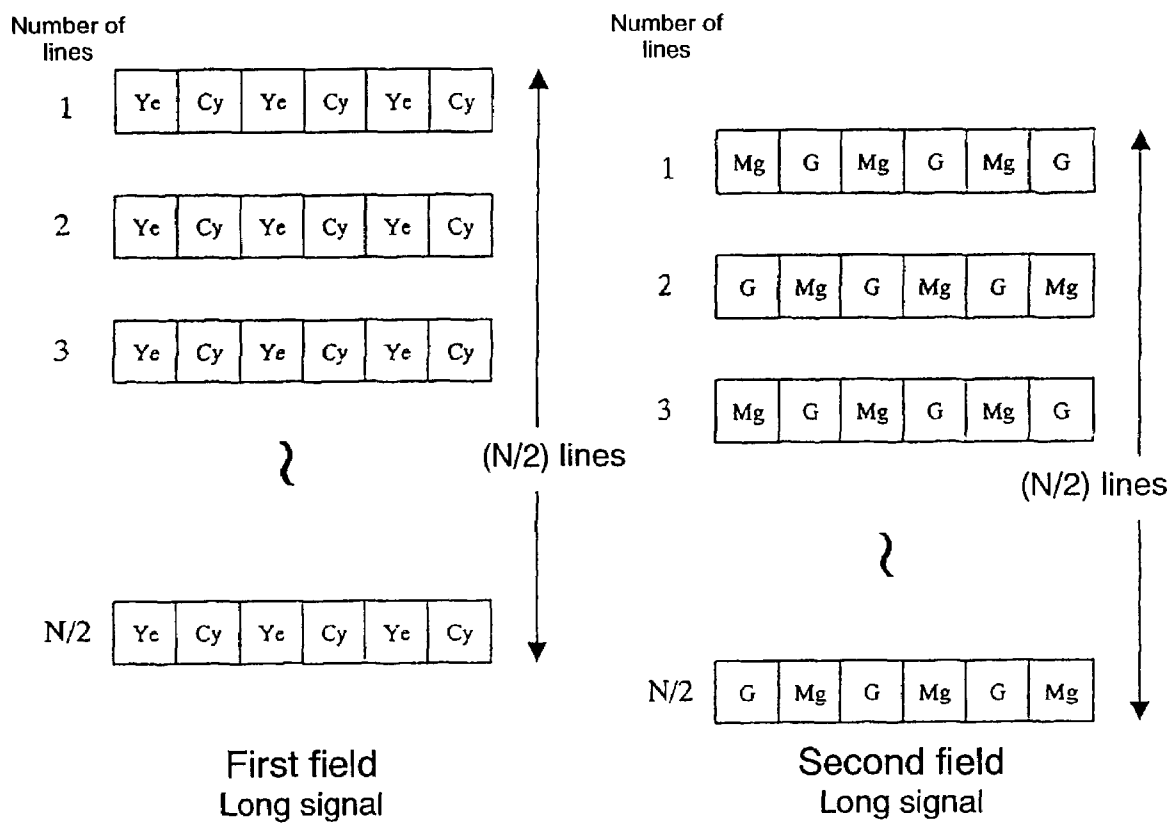 Number of
lines
1 Ye Cy Ye Cy Ye Cy
2 Ye Cy Ye Cy Ye Cy
3 Ye Cy Ye Cy Ye Cy
(N/2) lines
N/2 Ye Cy Ye Cy Ye Cy
First field
Long signal
Number of
lines
1 Mg G Mg G Mg G
2 G Mg G Mg G Mg
3 Mg G Mg G Mg G
(N/2) lines
N/2 G Mg G Mg G Mg
Second field
Long signal